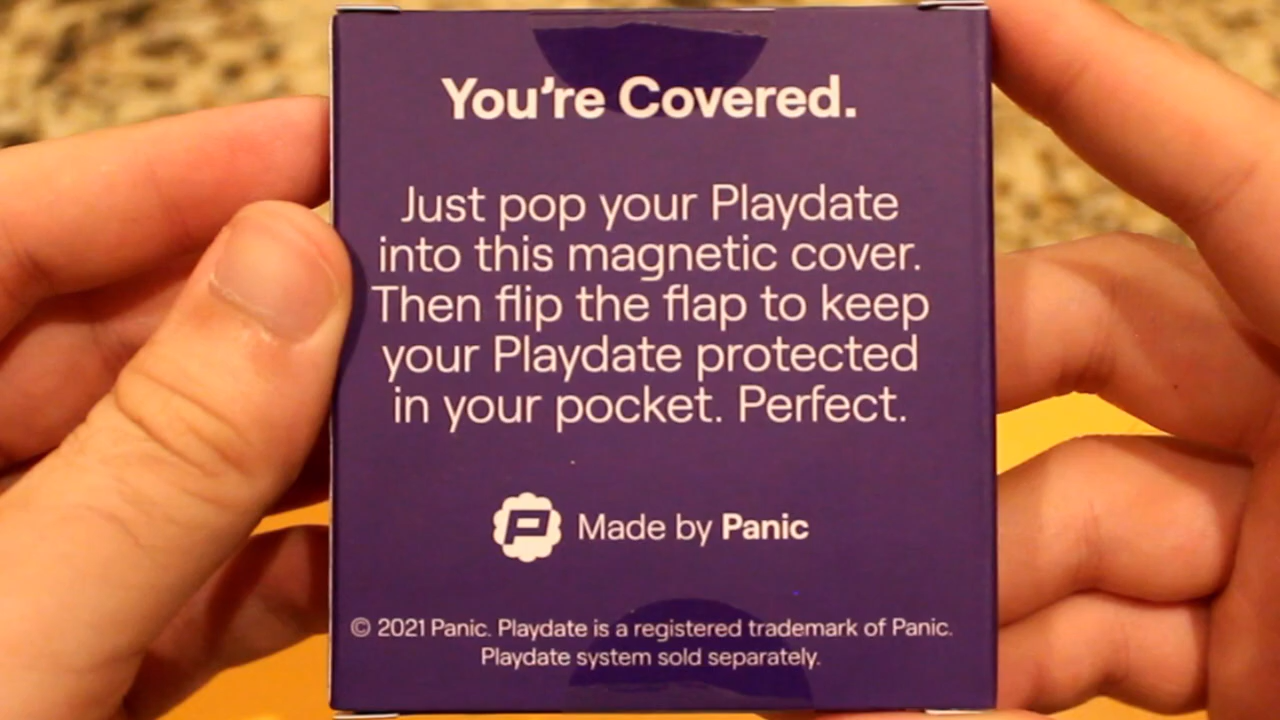 You're Covered.
Just pop your Playdate
into this magnetic cover.
Then flip the flap to keep
your Playdate protected
in your pocket. Perfect.
P Made by Panic
© 2021 Panic. Playdate is a registered trademark of Panic.
Playdate system sold separately.